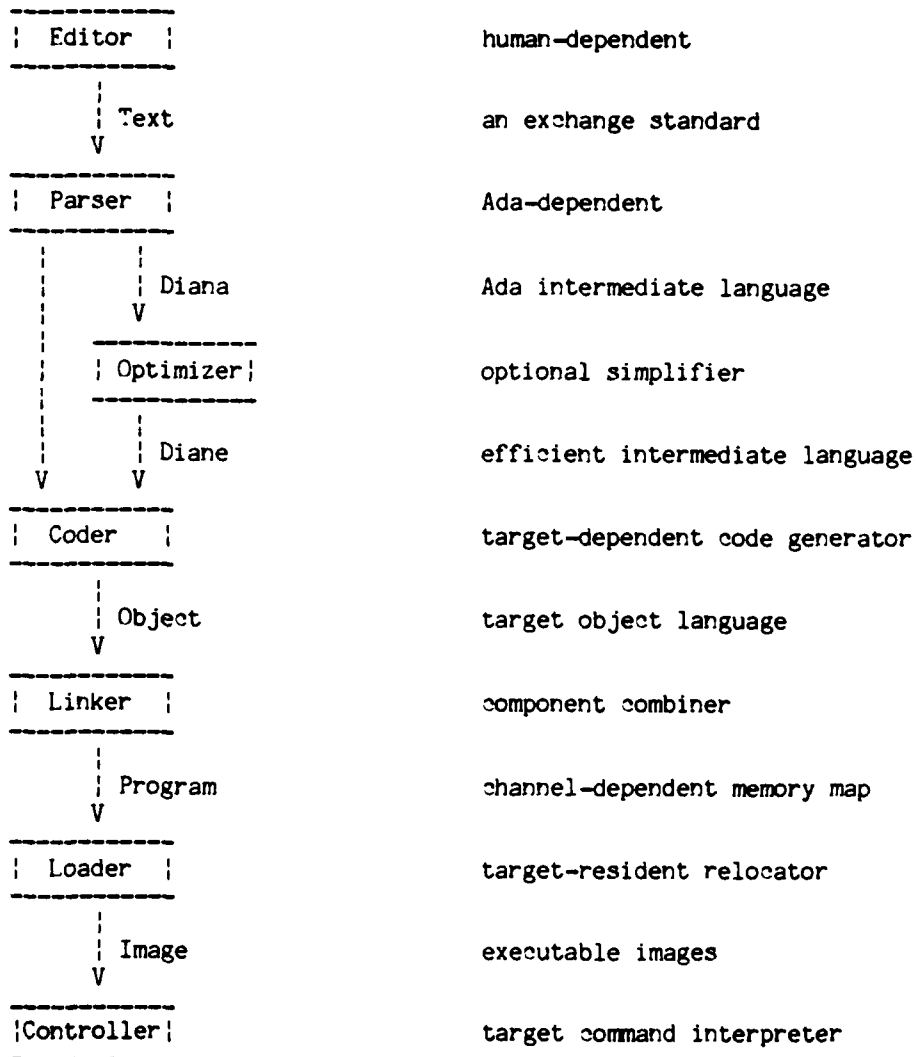 Editor human-dependent
Text an exchange standard
V
Parser Ada-dependent
Diana Ada intermediate language
V
Optimizer optional simplifier
Diane efficient intermediate language
V V
Coder target-dependent code generator
Object target object language
V
Linker component combiner
Program channel-dependent memory map
V
Loader target-resident relocator
Image executable images
V
Controller target command interpreter